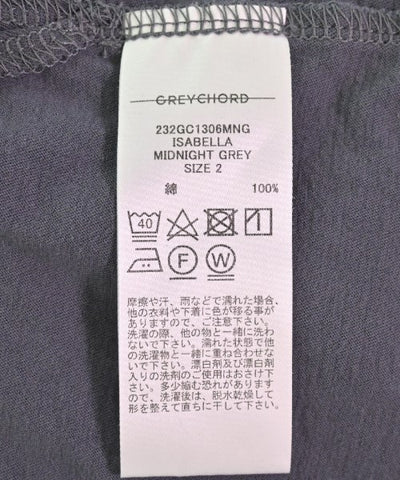 GREYCHORD
232GC1306MNG
ISABELLA
MIDNIGHT GREY
SIZE 2
綿 100%
40
F
W
摩擦や汗、雨などで濡れた場合、
他の衣料や下着に色が移る事が
ありますので、ご注意下さい。
洗濯の際、他の物と一緒に洗わ
ないで下さい。濡れた状態で他
の洗濯物と一緒に重ね合わせな
いで下さい。漂白剤及び漂白剤
入りの洗剤のご使用はおさけ下
さい。多少縮む恐れがあります
ので、洗濯後は、脱水乾燥して
形を整えて直ちに干して下さい。